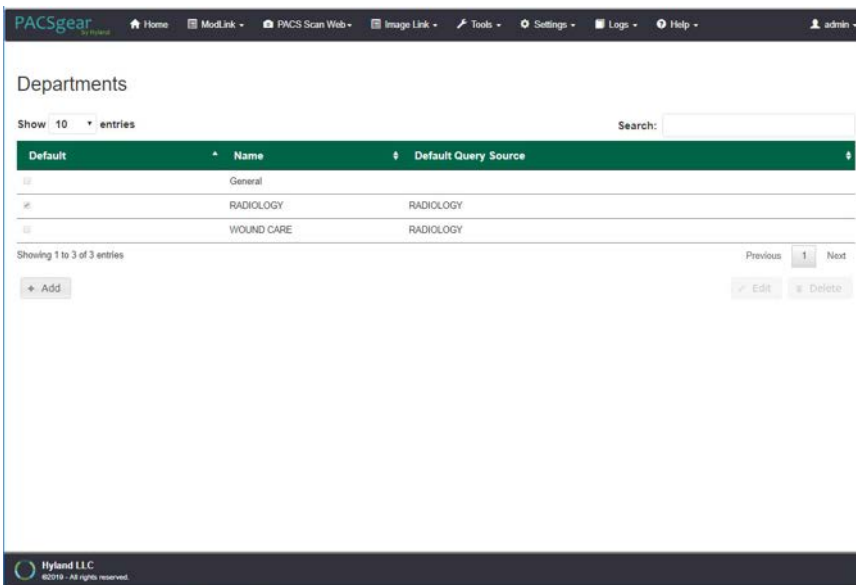 PACSgear by Hyland Home ModLink PACS Scan Web Image Link Tools Settings Logs Help admin
Departments
Show 10 entries Search:
Default Name Default Query Source
General
RADIOLOGY RADIOLOGY
WOUND CARE RADIOLOGY
Showing 1 to 3 of 3 entries Previous 1 Next
+ Add Edit Delete
Hyland LLC
©2019 - All rights reserved.